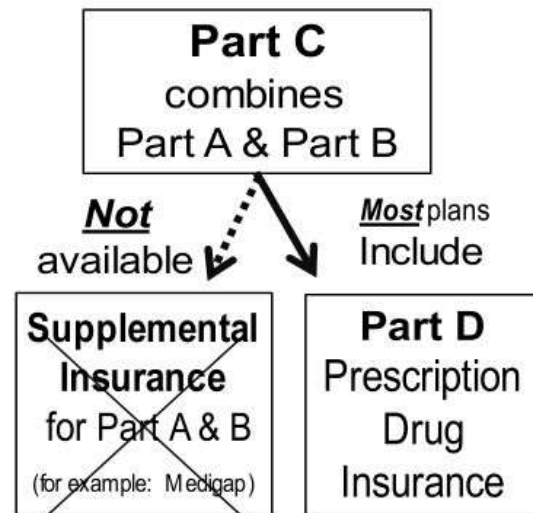 Part C
combines
Part A & Part B
Not
available
Most plans
Include
Supplemental
Insurance
for Part A & B
(for example: Medigap)
Part D
Prescription
Drug
Insurance